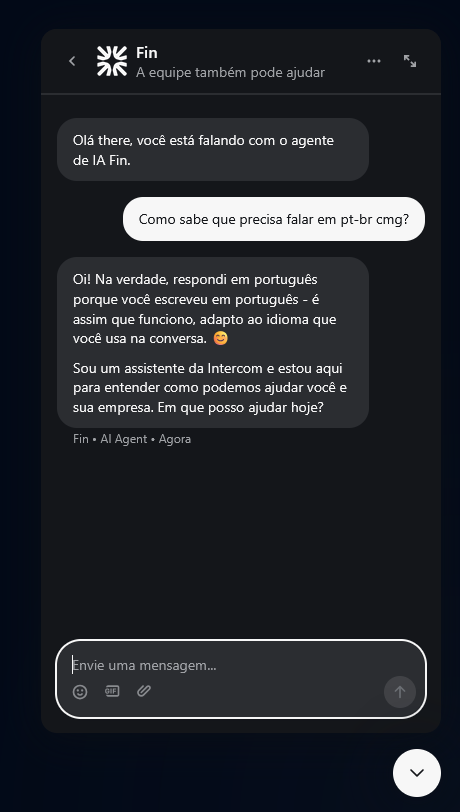 Fin
A equipe também pode ajudar
Olá there, você está falando com o agente
de IA Fin.
Como sabe que precisa falar em pt-br cmg?
Oi! Na verdade, respondi em português
porque você escreveu em português - é
assim que funciono, adapto ao idioma que
você usa na conversa. 😊
Sou um assistente da Intercom e estou aqui
para entender como podemos ajudar você e
sua empresa. Em que posso ajudar hoje?
Fin • AI Agent • Agora
Envie uma mensagem...
GIF